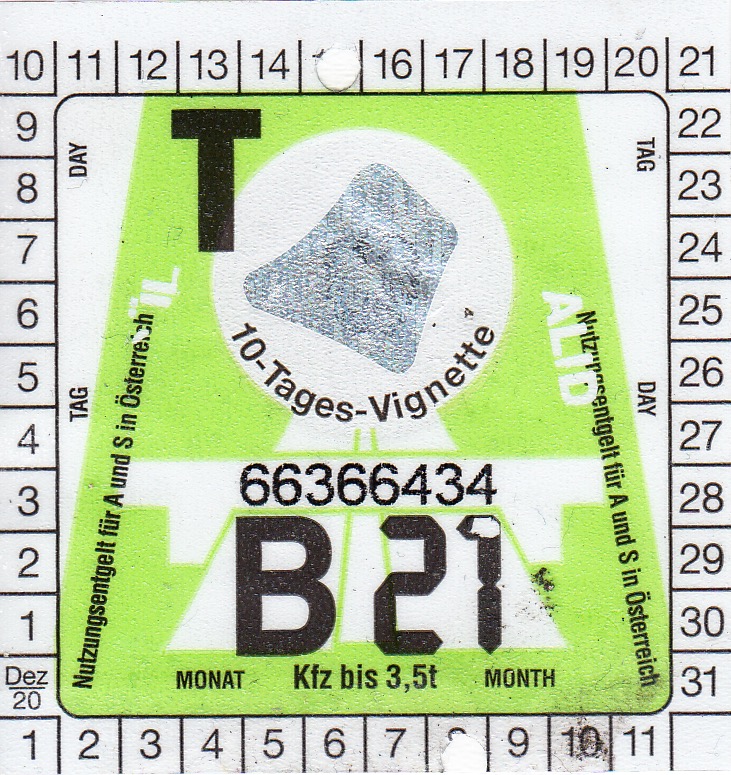 10 11 12 13 14 16 17 18 19 20 21
9 22
8 23
7 24
6 25
5 26
4 27
3 28
2 29
1 30
Dez 20 31
1 2 3 4 5 6 7 9 10 11
DAY
TAG
T
TAG
DAY
10-Tages-Vignette
Nutzungsentgelt für A und S in Österreich
Nutzungsentgelt für A und S in Österreich
66366434
B 21
MONAT Kfz bis 3,5t MONTH